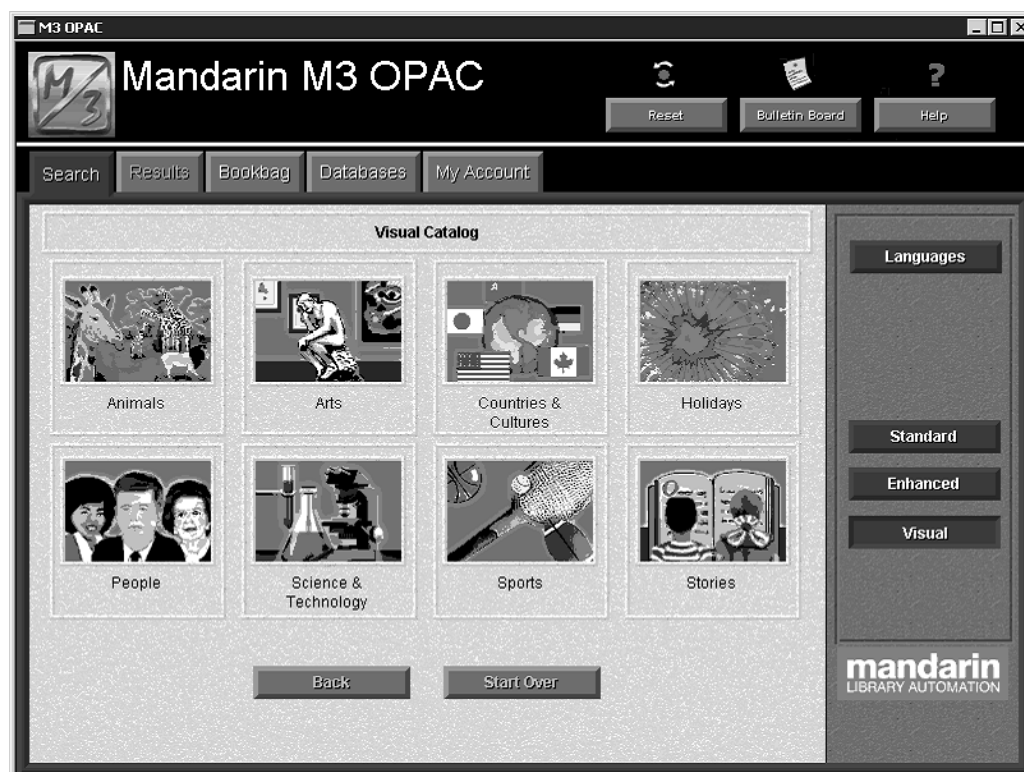 M3 OPAC
M/3
Mandarin M3 OPAC
Reset
Bulletin Board
?
Help
Search
Results
Bookbag
Databases
My Account
Visual Catalog
Languages
Animals
Arts
Countries &
Cultures
Holidays
Standard
Enhanced
Visual
People
Science &
Technology
Sports
Stories
Back
Start Over
mandarin
LIBRARY AUTOMATION